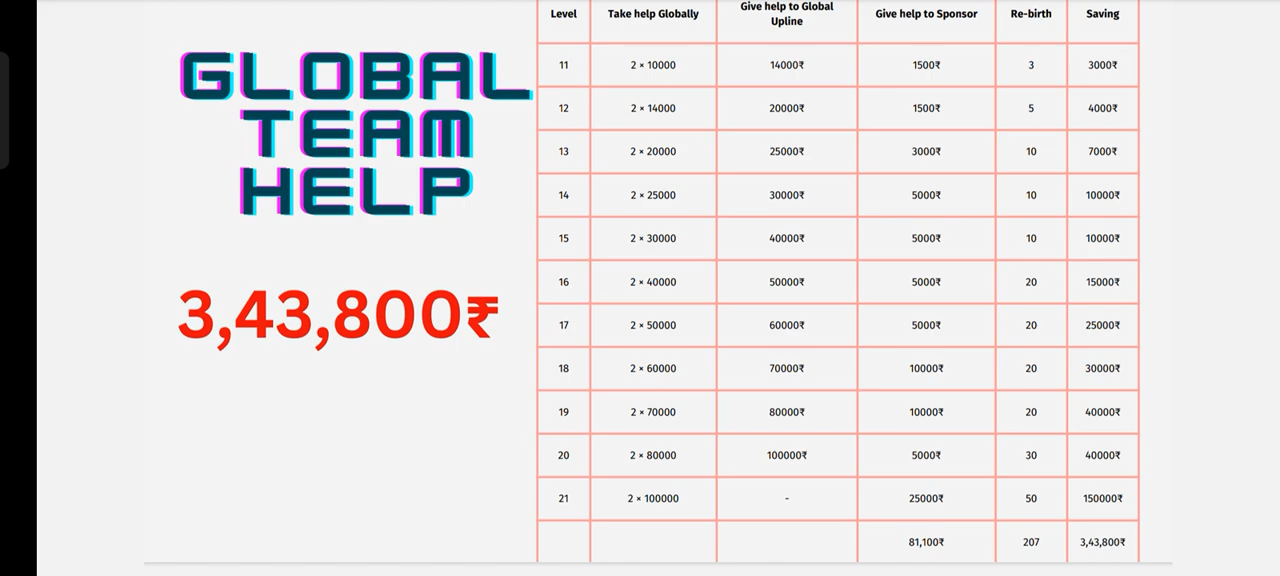 GLOBAL
TEAM
HELP
3,43,800₹
Level Take help Globally Give help to Global Upline Give help to Sponsor Re-birth Saving
11 2 × 10000 14000₹ 1500₹ 3 3000₹
12 2 × 14000 20000₹ 1500₹ 5 4000₹
13 2 × 20000 25000₹ 3000₹ 10 7000₹
14 2 × 25000 30000₹ 5000₹ 10 10000₹
15 2 × 30000 40000₹ 5000₹ 10 10000₹
16 2 × 40000 50000₹ 5000₹ 20 15000₹
17 2 × 50000 60000₹ 5000₹ 20 25000₹
18 2 × 60000 70000₹ 10000₹ 20 30000₹
19 2 × 70000 80000₹ 10000₹ 20 40000₹
20 2 × 80000 100000₹ 5000₹ 30 40000₹
21 2 × 100000 - 25000₹ 50 150000₹
81,100₹ 207 3,43,800₹